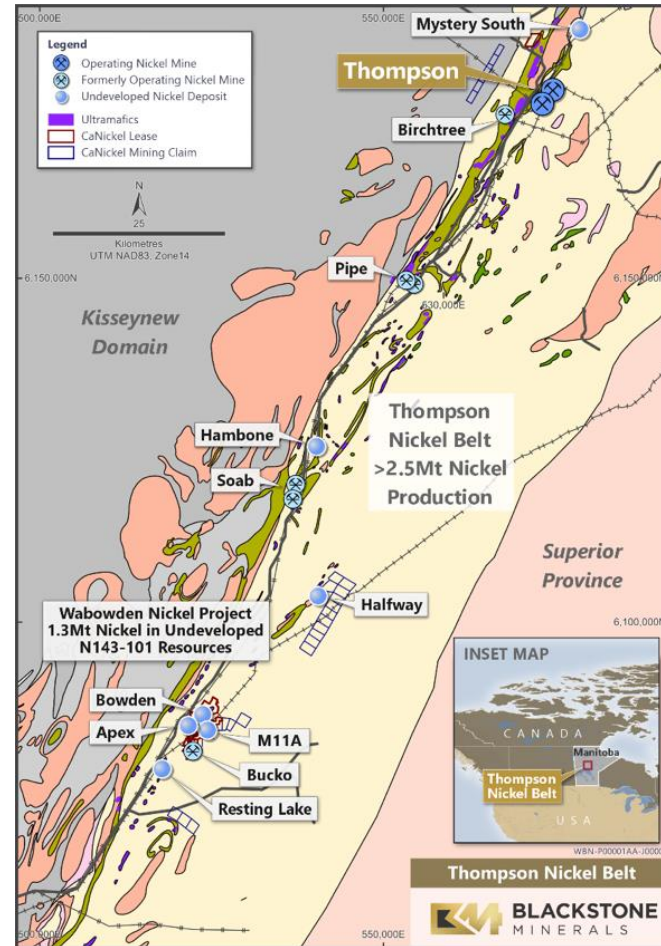 500,000E
550,000E
Mystery South
Legend
Operating Nickel Mine
Formerly Operating Nickel Mine
Undeveloped Nickel Deposit
Ultramafics
CaNickel Lease
CaNickel Mining Claim
Thompson
Birchtree
N
25
Kilometres
UTM NAD83, Zone14
Pipe
6,150,000N
6,150,000N
630,000E
Kisseynew
Domain
Thompson
Nickel Belt
>2.5Mt Nickel
Production
Hambone
Soab
Superior
Province
Halfway
Wabowden Nickel Project
1.3Mt Nickel in Undeveloped
N143-101 Resources
6,100,000N
INSET MAP
CANADA
Manitoba
Thompson
Nickel Belt
USA
Bowden
Apex
M11A
Bucko
Resting Lake
Thompson Nickel Belt
BLACKSTONE
MINERALS
550,000E